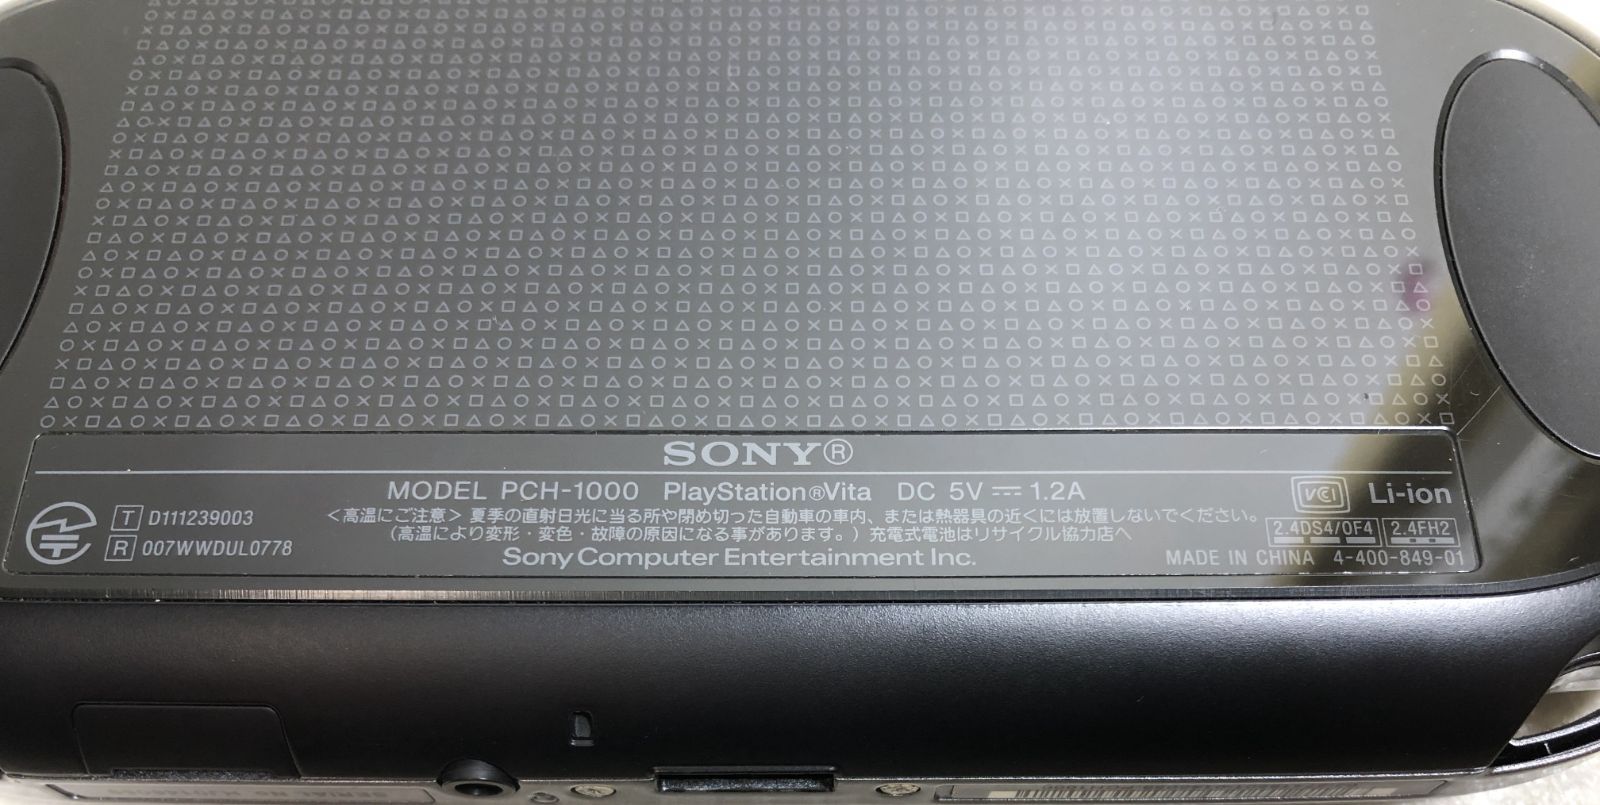 SONY®
MODEL PCH-1000 PlayStation®Vita DC 5V ⎓ 1.2A
VCI Li-ion
T D111239003
R 007WWDUL0778
<高温にご注意> 夏季の直射日光に当る所や閉め切った自動車の車内、または熱器具の近くには放置しないでください。
(高温により変形・変色・故障の原因になる事があります。) 充電式電池はリサイクル協力店へ
2.4DS4/OF4 2.4FH2
Sony Computer Entertainment Inc.
MADE IN CHINA 4-400-849-01